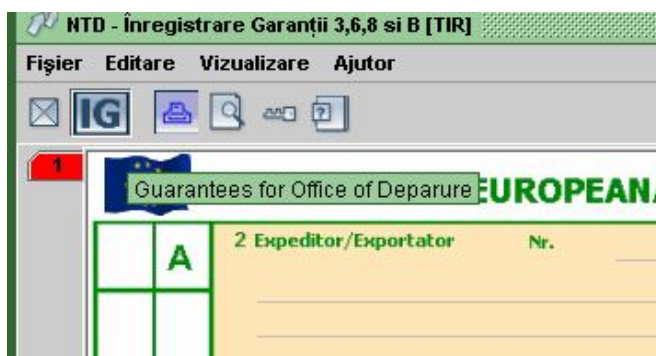 NTD - Înregistrare Garanții 3,6,8 si B [TIR]
Fişier Editare Vizualizare Ajutor
IG
1
Guarantees for Office of Deparure EUROPEAN
A
2 Expeditor/Exportator Nr.